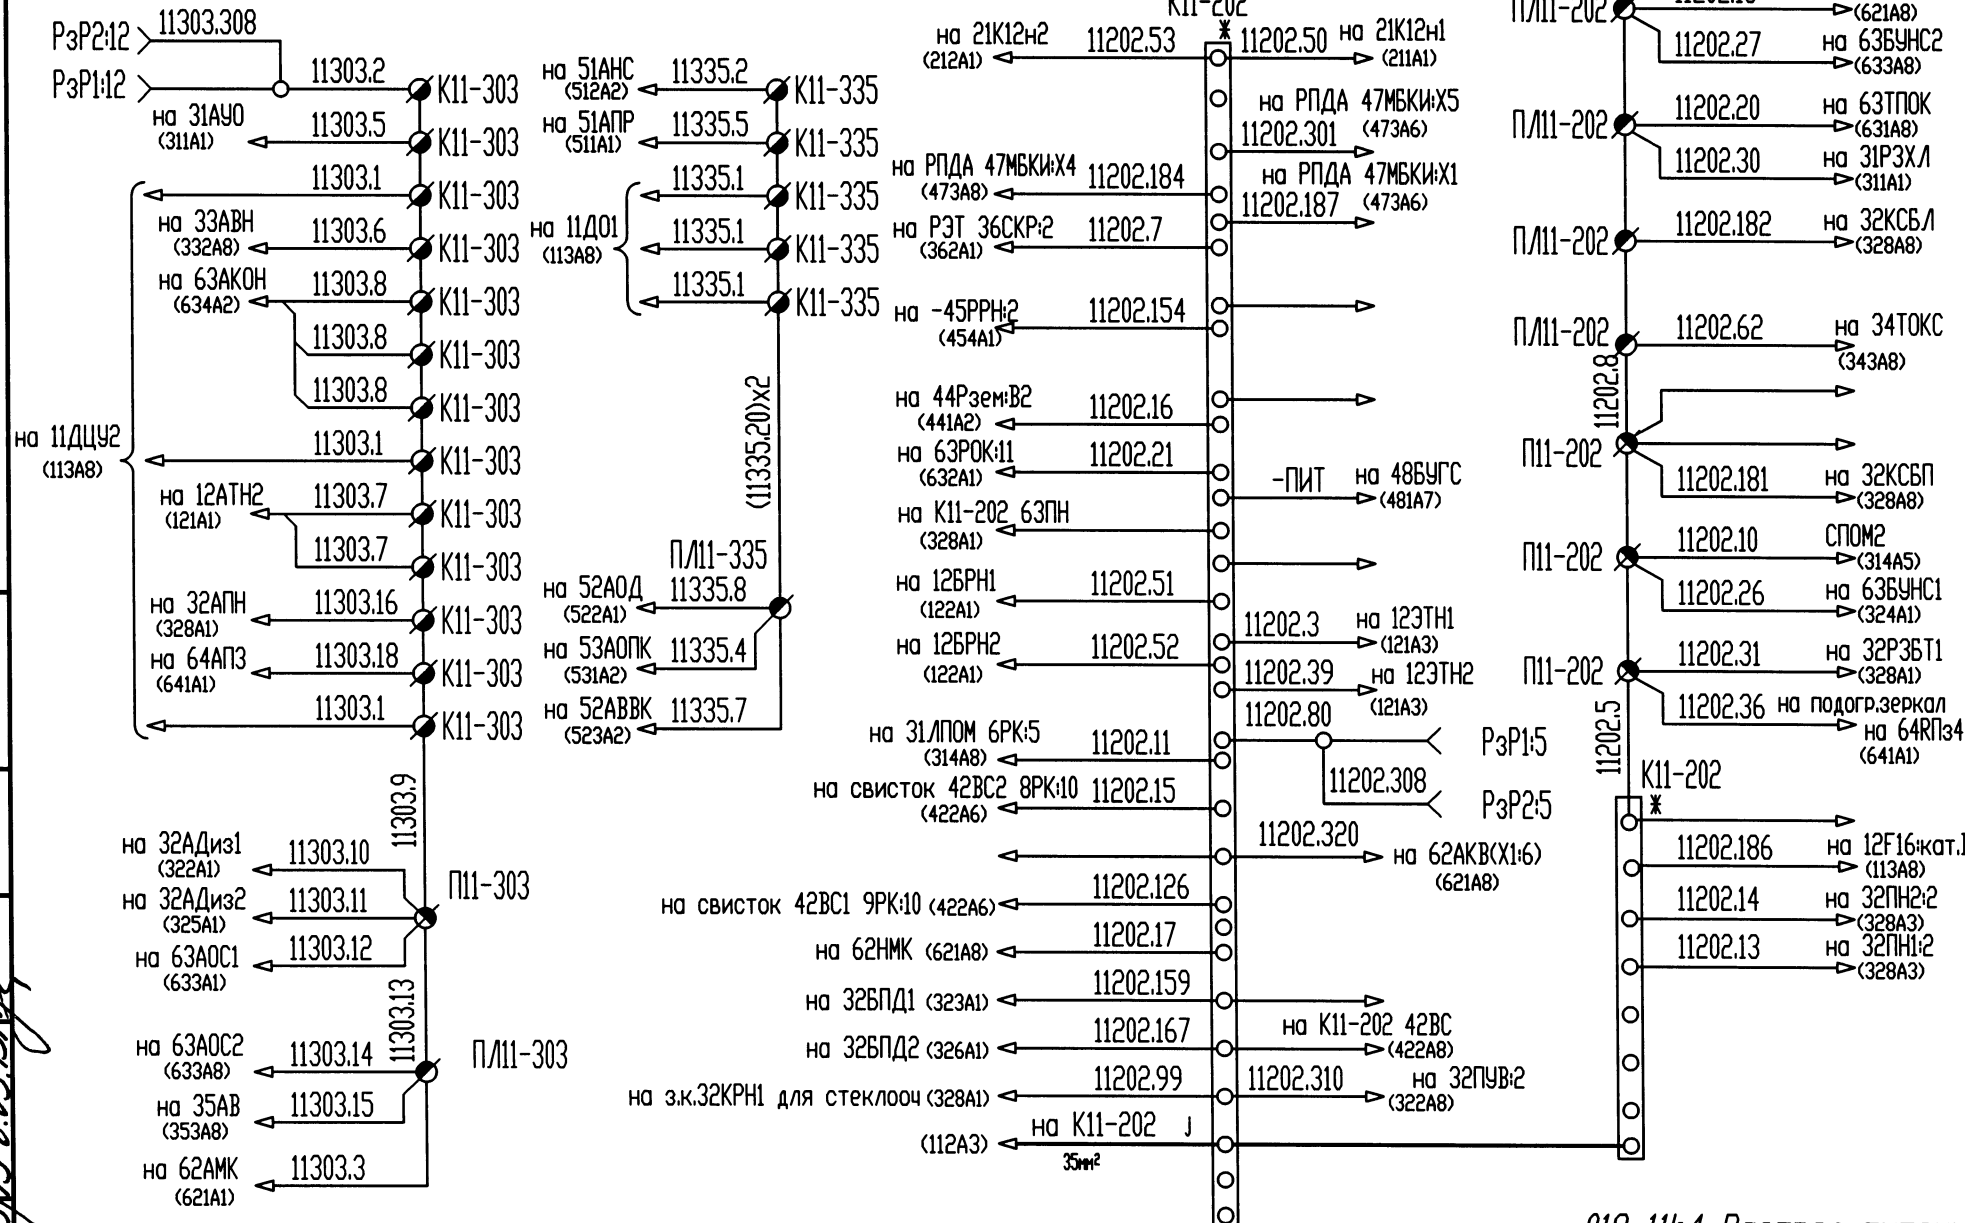 РзР2:12
11303.308
РзР1:12
11303.2
К11-303
на 31АУО
(311А1)
11303.5
К11-303
11303.1
К11-303
на 33АВН
(332А8)
11303.6
К11-303
на 63АКОН
(634А2)
11303.8
К11-303
11303.8
К11-303
11303.8
К11-303
на 11ДЦУ2
(113А8)
11303.1
К11-303
на 12АТН2
(121А1)
11303.7
К11-303
11303.7
К11-303
на 32АПН
(328А1)
11303.16
К11-303
на 64АПЗ
(641А1)
11303.18
К11-303
11303.1
К11-303
11303.9
на 32АДиз1
(322А1)
11303.10
П11-303
на 32АДиз2
(325А1)
11303.11
на 63АОС1
(633А1)
11303.12
11303.13
на 63АОС2
(633А8)
11303.14
ПЛ11-303
на 35АВ
(353А8)
11303.15
на 62АМК
(621А1)
11303.3
на 51АНС
(512А2)
11335.2
К11-335
на 51АПР
(511А1)
11335.5
К11-335
11335.1
К11-335
на 11ДО1
(113А8)
11335.1
К11-335
11335.1
К11-335
(11335.20)х2
ПЛ11-335
на 52АОД
(522А1)
11335.8
на 53АОПК
(531А2)
11335.4
на 52АВВК
(523А2)
11335.7
К11-202
*
на 21К12н2
(212А1)
11202.53
11202.50
на 21К12н1
(211А1)
на РПДА 47МБКИ:Х5
11202.301
(473А6)
на РПДА 47МБКИ:Х4
(473А8)
11202.184
на РПДА 47МБКИ:Х1
11202.187
(473А6)
на РЭТ 36СКР:2
(362А1)
11202.7
на -45РРН:2
(454А1)
11202.154
на 44Рзем:В2
(441А2)
11202.16
на 63РОК:11
(632А1)
11202.21
-ПИТ
на 48БУГС
(481А7)
на К11-202 63ПН
(328А1)
на 12БРН1
(122А1)
11202.51
11202.3
на 12ЭТН1
(121А3)
на 12БРН2
(122А1)
11202.52
11202.39
на 12ЭТН2
(121А3)
11202.80
РзР1:5
на 31ЛПОМ 6РК:5
(314А8)
11202.11
11202.308
РзР2:5
на свисток 42ВС2 8РК:10
(422А6)
11202.15
11202.320
на 62АКВ(Х1:6)
(621А8)
на свисток 42ВС1 9РК:10 (422А6)
11202.126
на 62НМК (621А8)
11202.17
на 32БПД1 (323А1)
11202.159
на 32БПД2 (326А1)
11202.167
на К11-202 42ВС
(422А8)
на з.к.32КРН1 для стеклооч (328А1)
11202.99
11202.310
на 32ПУВ:2
(322А8)
(112А3)
на К11-202 j
35мм²
ПЛ11-202
(621А8)
11202.27
на 63БУНС2
(633А8)
ПЛ11-202
11202.20
на 63ТПОК
(631А8)
11202.30
на 31РЗХЛ
(311А1)
ПЛ11-202
11202.182
на 32КСБЛ
(328А8)
ПЛ11-202
11202.62
на 34ТОКС
(343А8)
11202.8
П11-202
11202.181
на 32КСБП
(328А8)
П11-202
11202.10
СПОМ2
(314А5)
11202.26
на 63БУНС1
(324А1)
П11-202
11202.31
на 32РЗБТ1
(328А1)
11202.36
на подогр.зеркал
на 64RПз4
(641А1)
11202.5
К11-202
*
11202.186
на 12F16:кат.
(113А8)
11202.14
на 32ПН2:2
(328А3)
11202.13
на 32ПН1:2
(328А3)